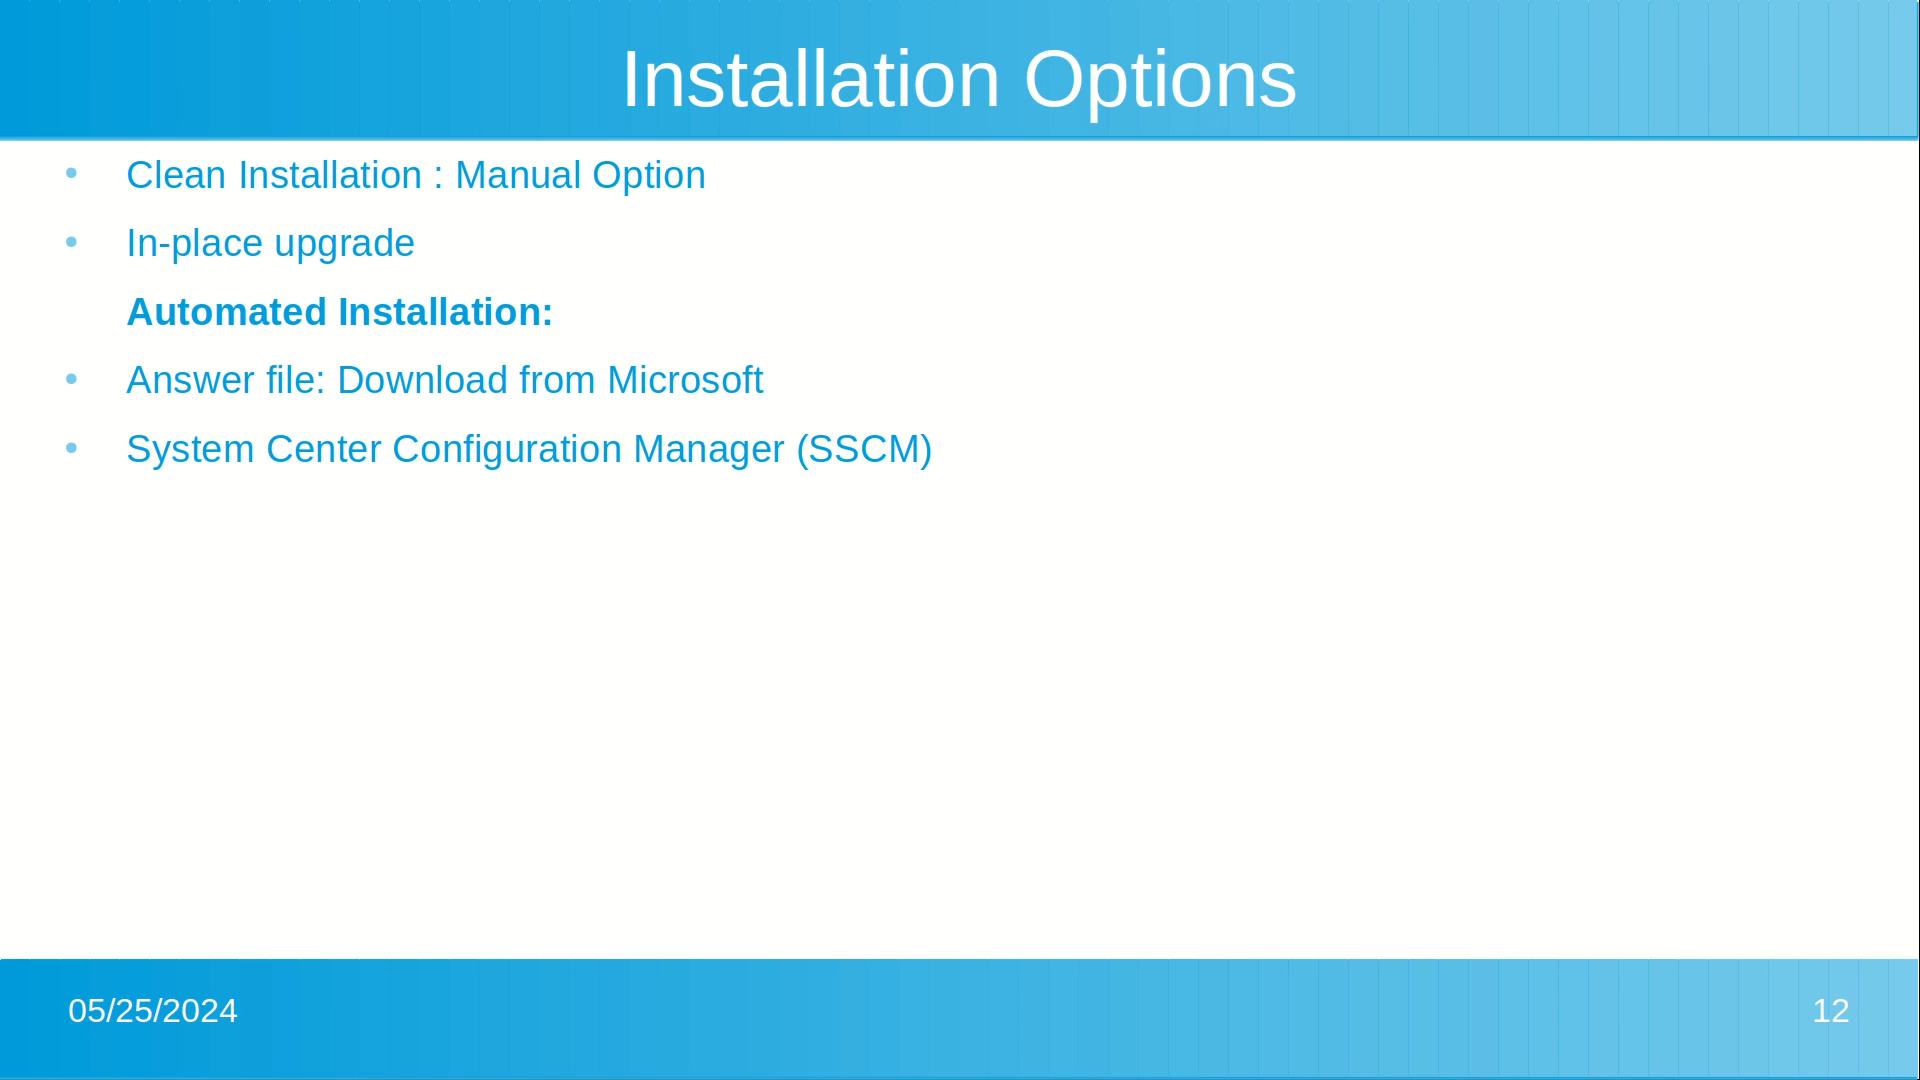 Installation Options
• Clean Installation : Manual Option
• In-place upgrade
Automated Installation:
• Answer file: Download from Microsoft
• System Center Configuration Manager (SSCM)
05/25/2024
12